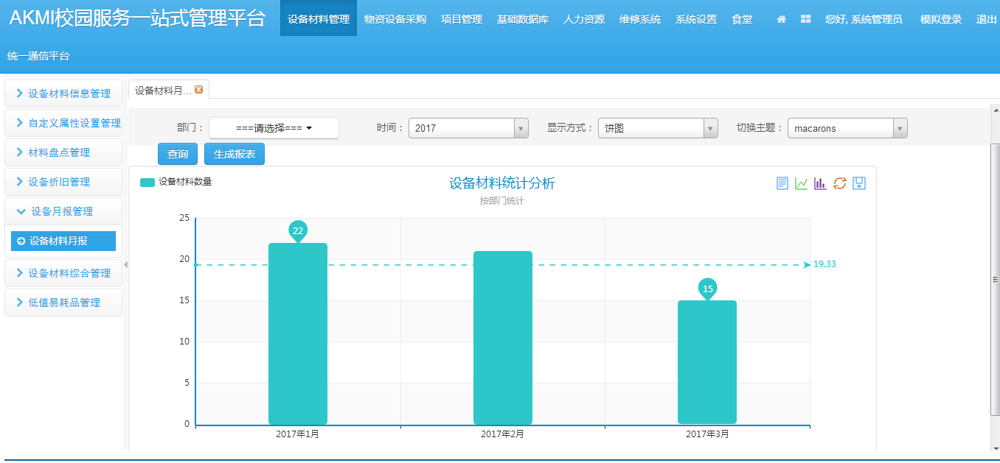 AKMI校园服务一站式管理平台
设备材料管理 物资设备采购 项目管理 基础数据库 人力资源 维修系统 系统设置 食堂 您好, 系统管理员 模拟登录 退出
统一通信平台
设备材料信息管理
自定义属性设置管理
材料盘点管理
设备折旧管理
设备月报管理
设备材料月报
设备材料综合管理
低值易耗品管理
设备材料月...
部门： ===请选择=== 时间： 2017 显示方式： 饼图 切换主题： macarons
查询 生成报表
设备材料数量
设备材料统计分析
按部门统计
25
20
15
10
5
0
22
15
19.33
2017年1月 2017年2月 2017年3月